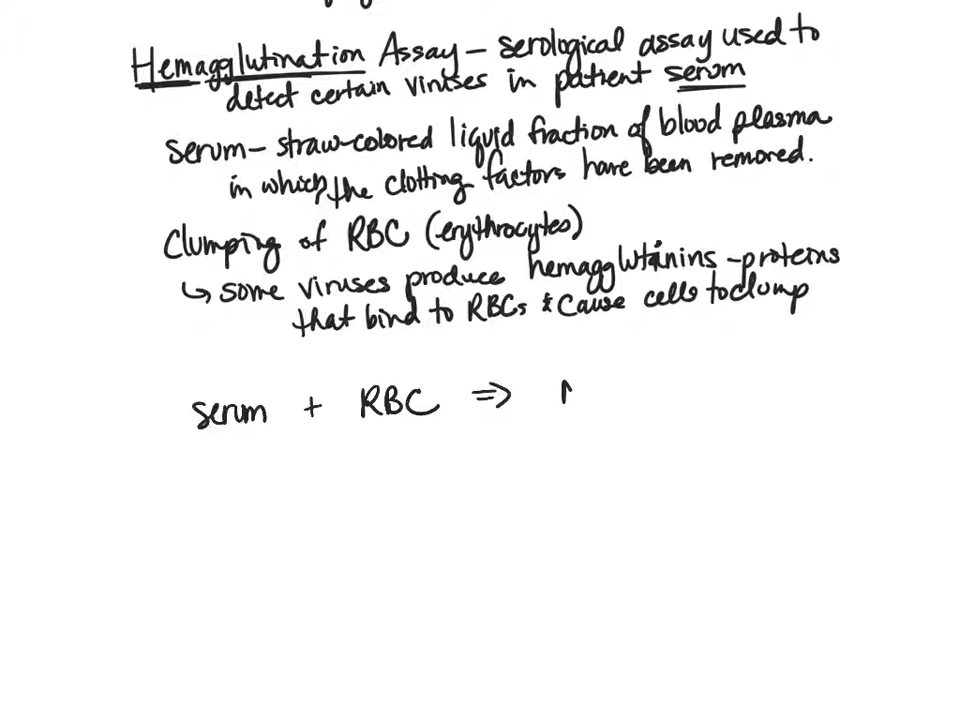 Hemagglutination Assay - serological assay used to
detect certain viruses in patient serum
serum - straw-colored liquid fraction of blood plasma
in which the clotting factors have been removed.
Clumping of RBC (erythrocytes)
↳ some viruses produce hemagglutinins - proteins
that bind to RBCs & cause cells to clump
serum + RBC ⇒